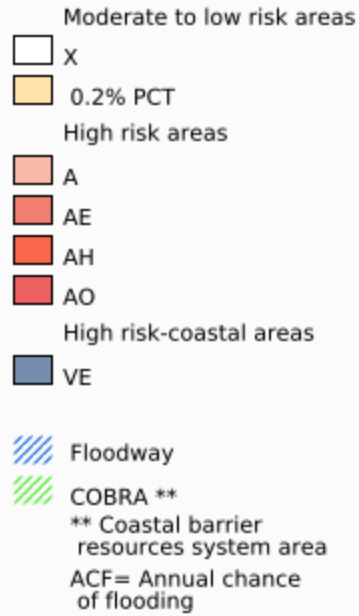 Moderate to low risk areas
X
0.2% PCT
High risk areas
A
AE
AH
AO
High risk-coastal areas
VE
Floodway
COBRA **
** Coastal barrier
resources system area
ACF= Annual chance
of flooding